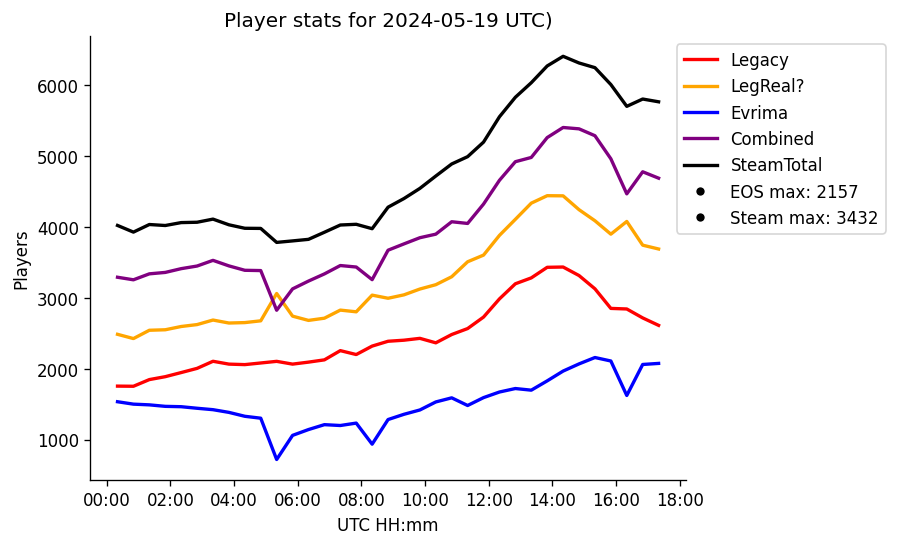 Player stats for 2024-05-19 UTC)
Legacy
LegReal?
Evrima
Combined
SteamTotal
EOS max: 2157
Steam max: 3432
Players
6000
5000
4000
3000
2000
1000
00:00 02:00 04:00 06:00 08:00 10:00 12:00 14:00 16:00 18:00
UTC HH:mm